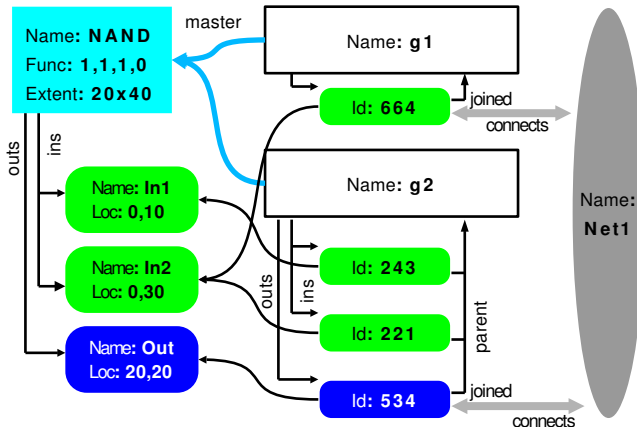 Name: NAND
Func: 1,1,1,0
Extent: 20x40
master
Name: g1
Id: 664
joined
connects
outs
ins
Name: In1
Loc: 0,10
Name: g2
Name:
Net1
Name: In2
Loc: 0,30
outs
ins
Id: 243
Id: 221
parent
Name: Out
Loc: 20,20
Id: 534
joined
connects